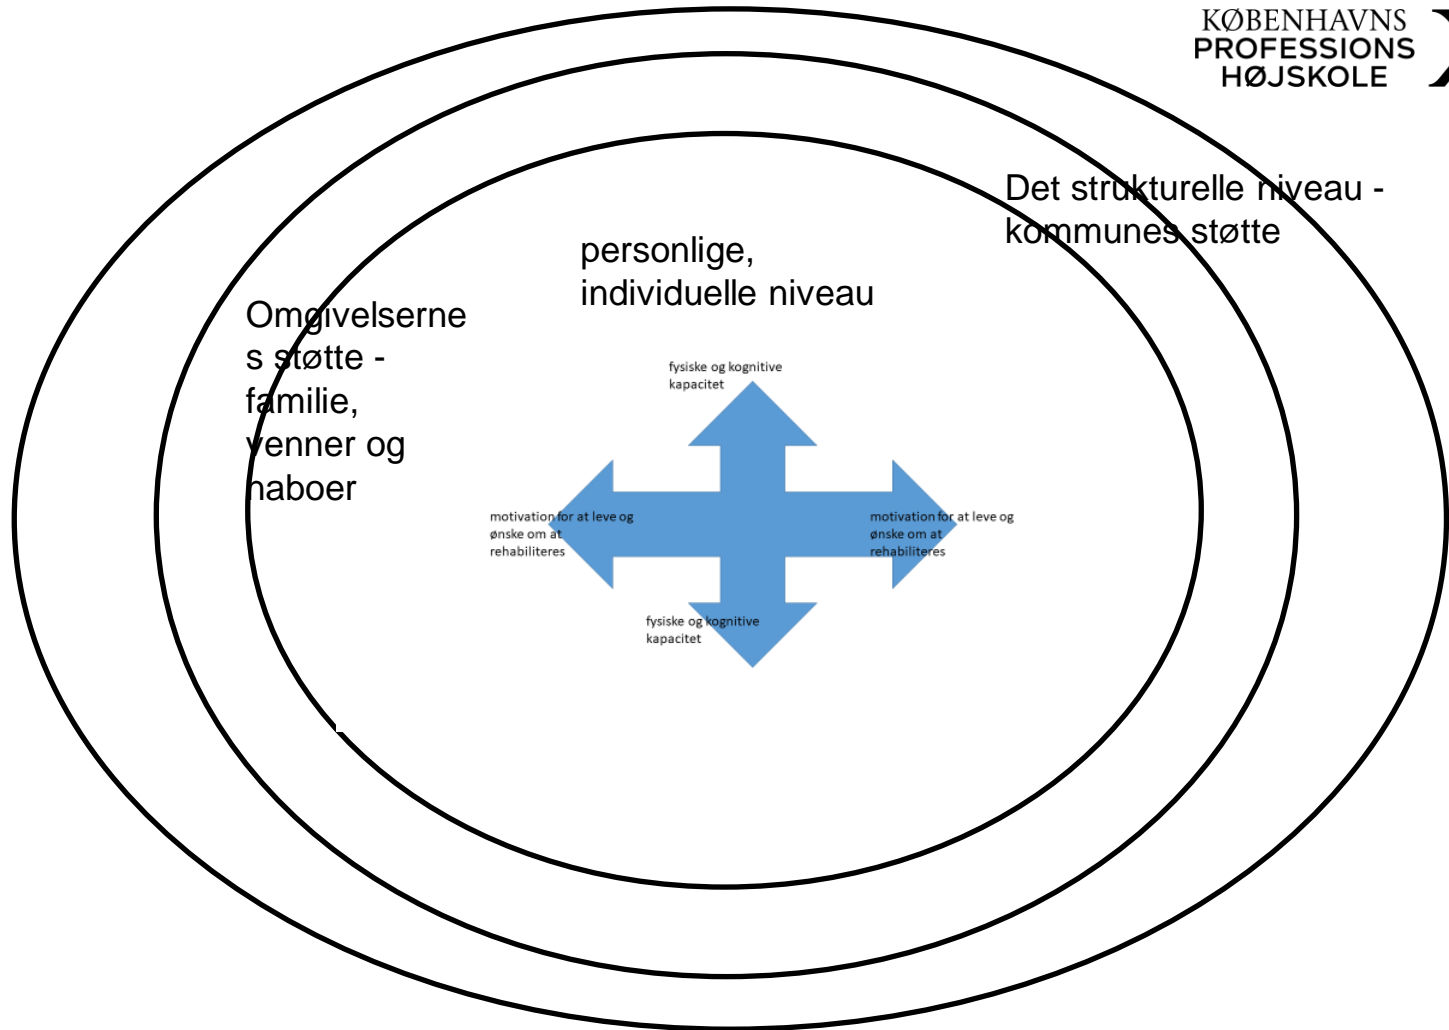 KØBENHAVNS
PROFESSIONS
HØJSKOLE
Det strukturelle niveau -
kommunes støtte
personlige,
individuelle niveau
Omgivelserne
s støtte -
familie,
venner og
naboer
fysiske og kognitive
kapacitet
motivation for at leve og
ønske om at
rehabiliteres
motivation for at leve og
ønske om at
rehabiliteres
fysiske og kognitive
kapacitet